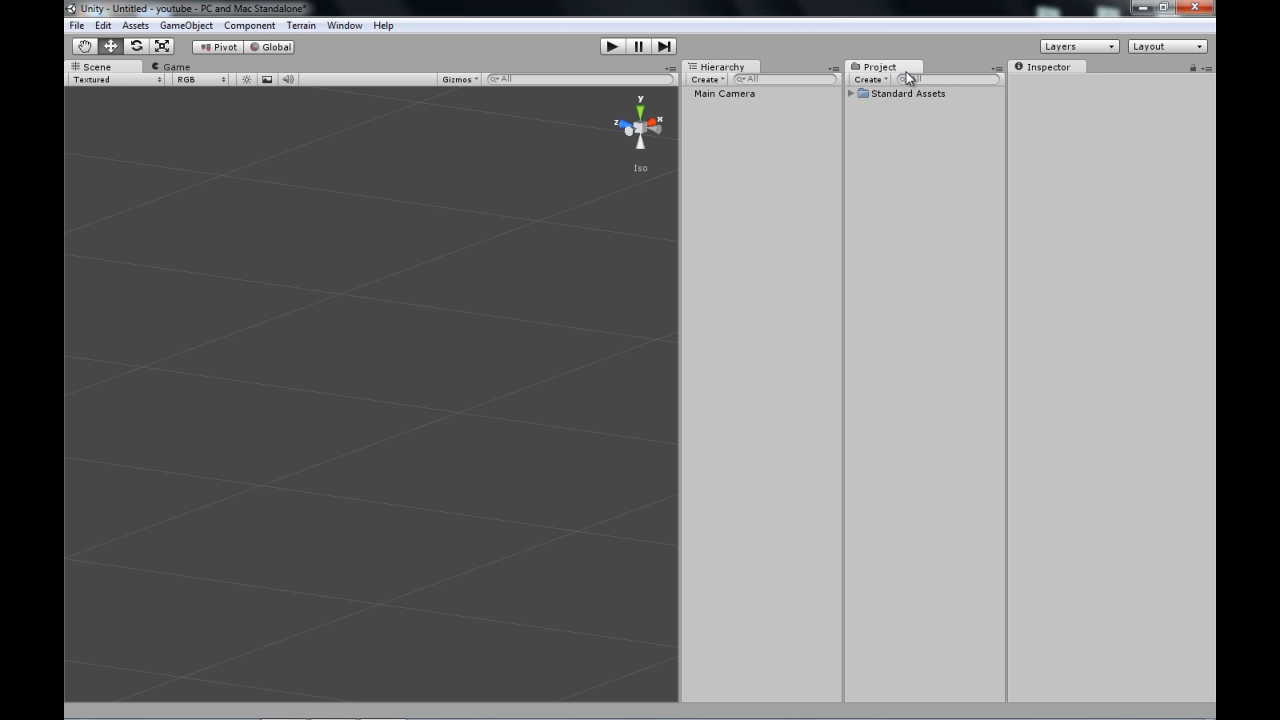 Unity - Untitled - youtube - PC and Mac Standalone*
File Edit Assets GameObject Component Terrain Window Help
Pivot Global Layers Layout
Scene Game Hierarchy Project Inspector
Textured RGB Gizmos All Create All Create All
Main Camera Standard Assets
y
z x
Iso